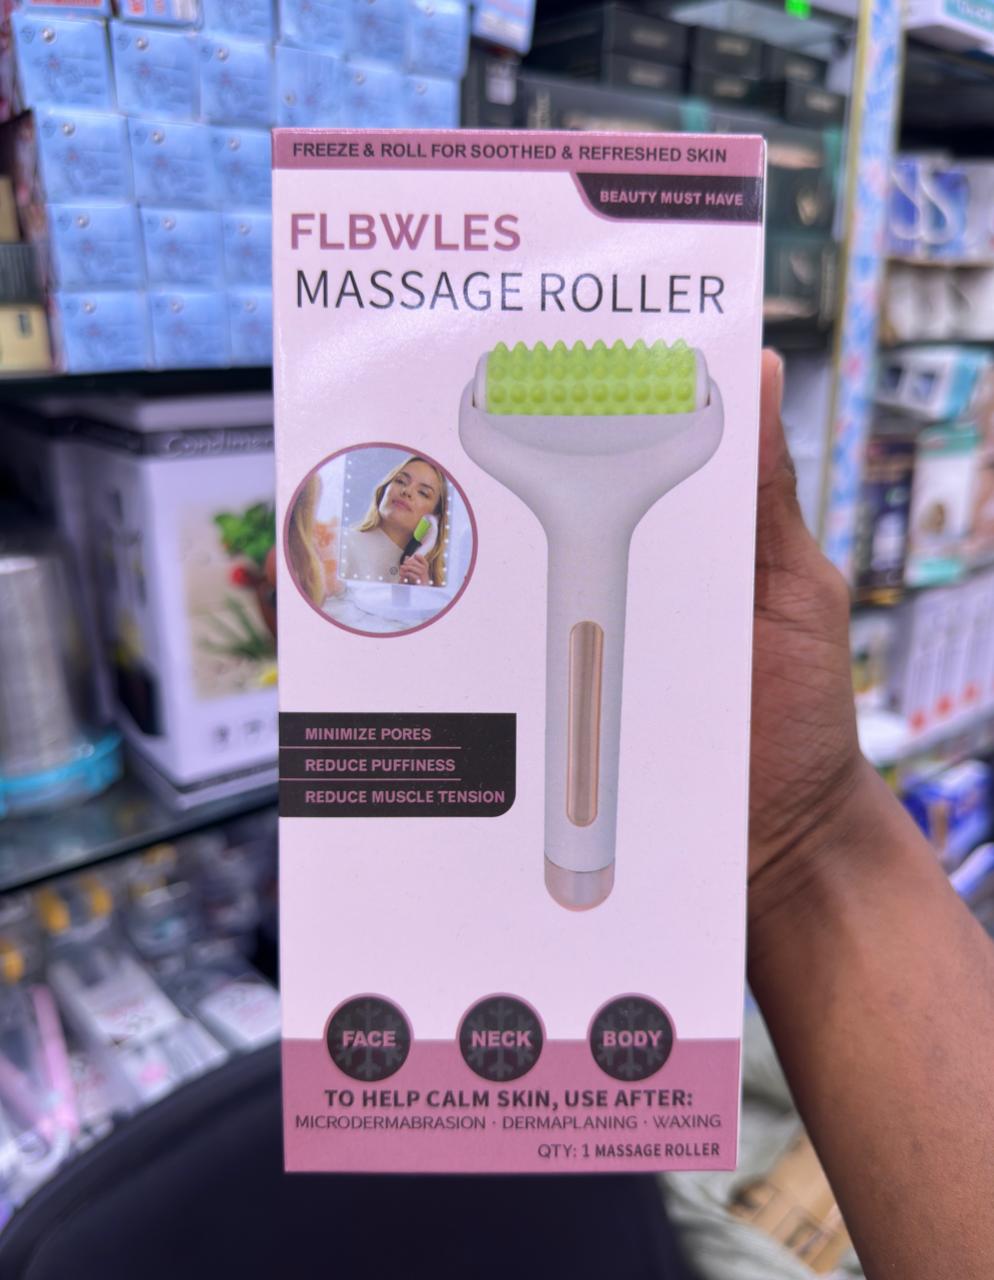 FREEZE & ROLL FOR SOOTHED & REFRESHED SKIN
BEAUTY MUST HAVE
FLBWLES
MASSAGE ROLLER
MINIMIZE PORES
REDUCE PUFFINESS
REDUCE MUSCLE TENSION
FACE
NECK
BODY
TO HELP CALM SKIN, USE AFTER:
MICRODERMABRASION · DERMAPLANING · WAXING
QTY: 1 MASSAGE ROLLER